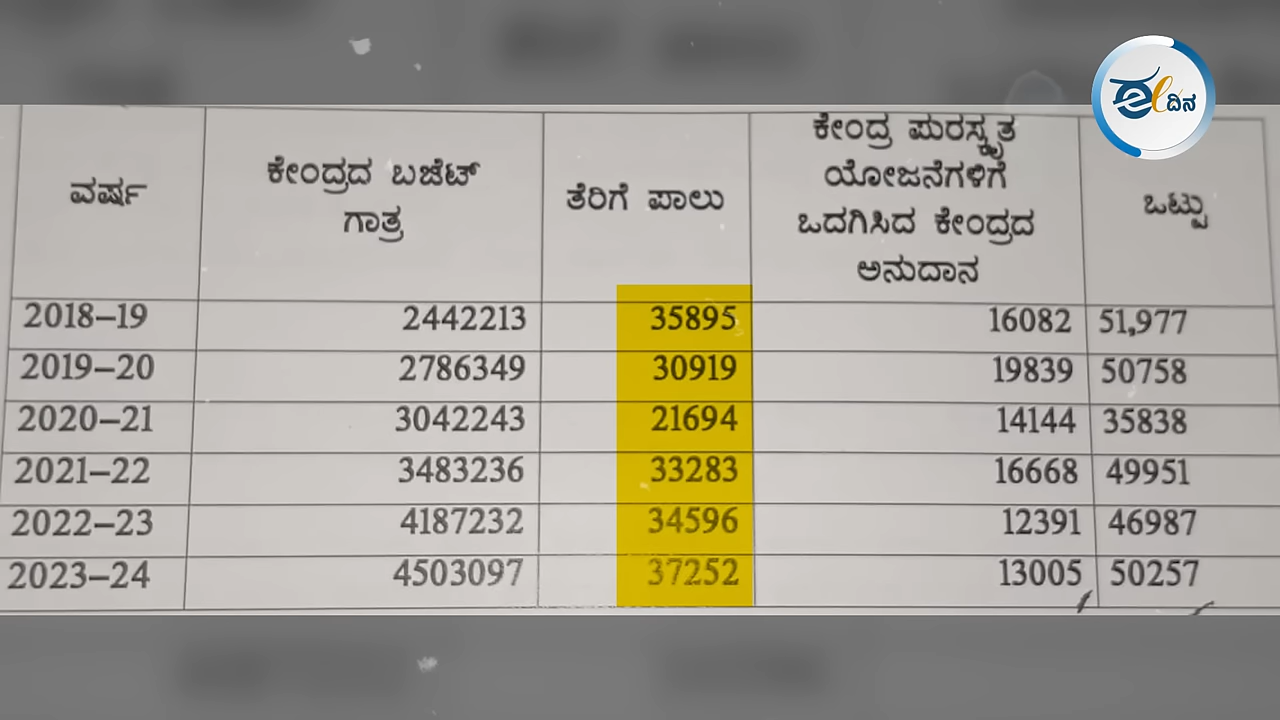 ಈ
ದಿನ
ವರ್ಷ
ಕೇಂದ್ರದ ಬಜೆಟ್
ಗಾತ್ರ
ತೆರಿಗೆ ಪಾಲು
ಕೇಂದ್ರ ಪುರಸ್ಕೃತ
ಯೋಜನೆಗಳಿಗೆ
ಒದಗಿಸಿದ ಕೇಂದ್ರದ
ಅನುದಾನ
ಒಟ್ಟು
2018–19 2442213 35895 16082 51,977
2019–20 2786349 30919 19839 50758
2020–21 3042243 21694 14144 35838
2021–22 3483236 33283 16668 49951
2022–23 4187232 34596 12391 46987
2023–24 4503097 37252 13005 50257